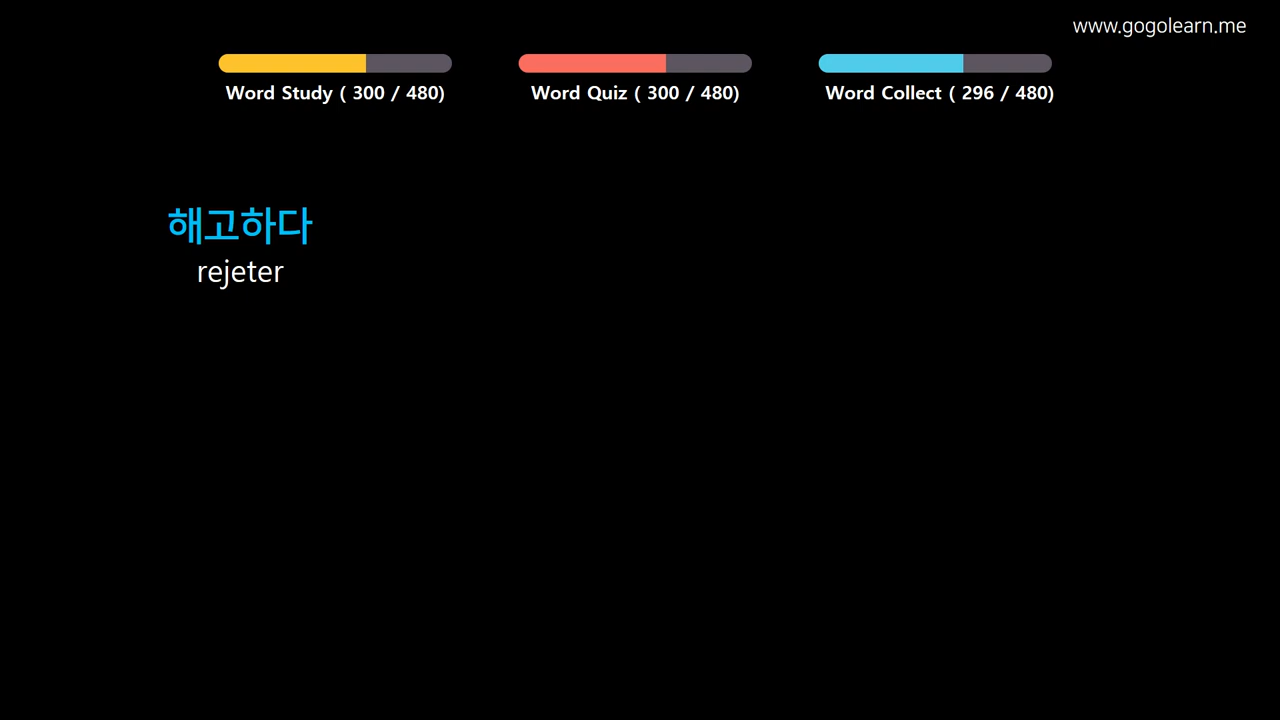 www.gogolearn.me
Word Study ( 300 / 480)
Word Quiz ( 300 / 480)
Word Collect ( 296 / 480)
해고하다
rejeter